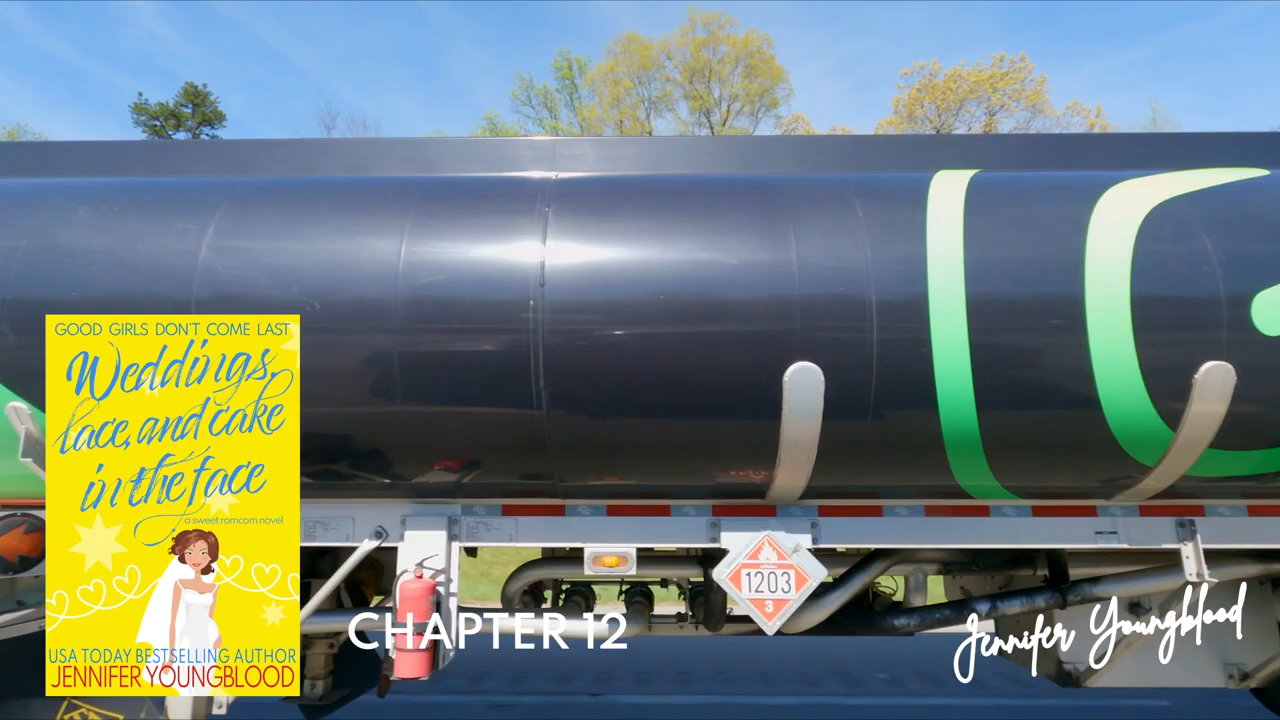 GOOD GIRLS DON'T COME LAST
Weddings,
lace, and cake
in the face
a sweet romcom novel
USA TODAY BESTSELLING AUTHOR
JENNIFER YOUNGBLOOD
CHAPTER 12
1203
3
Jennifer Youngblood